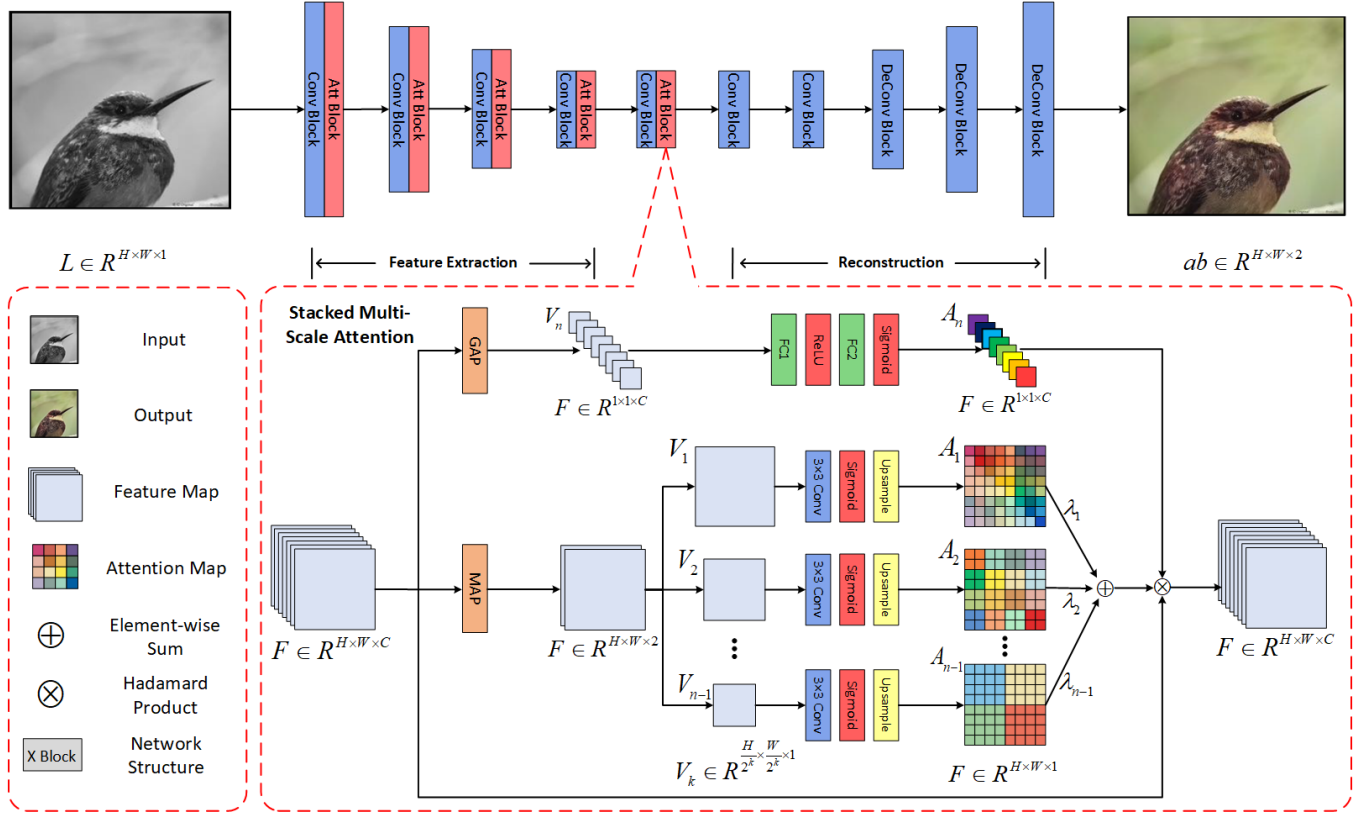 Conv Block
Att Block
Conv Block
Att Block
Conv Block
Att Block
Conv Block
Att Block
Conv Block
Att Block
Conv Block
Conv Block
DeConv Block
DeConv Block
DeConv Block
L ∈ R^{H×W×1}
Feature Extraction
Reconstruction
ab ∈ R^{H×W×2}
Input
Output
Feature Map
Attention Map
Element-wise
Sum
Hadamard
Product
X Block
Network
Structure
Stacked Multi-
Scale Attention
GAP
V_n
F ∈ R^{1×1×C}
FC1
ReLU
FC2
Sigmoid
A_n
F ∈ R^{1×1×C}
F ∈ R^{H×W×C}
MAP
F ∈ R^{H×W×2}
V_1
3×3 Conv
Sigmoid
Upsample
A_1
λ_1
V_2
3×3 Conv
Sigmoid
Upsample
A_2
λ_2
V_{n-1}
3×3 Conv
Sigmoid
Upsample
A_{n-1}
λ_{n-1}
V_k ∈ R^{\frac{H}{2^k}×\frac{W}{2^k}×1}
F ∈ R^{H×W×1}
F ∈ R^{H×W×C}